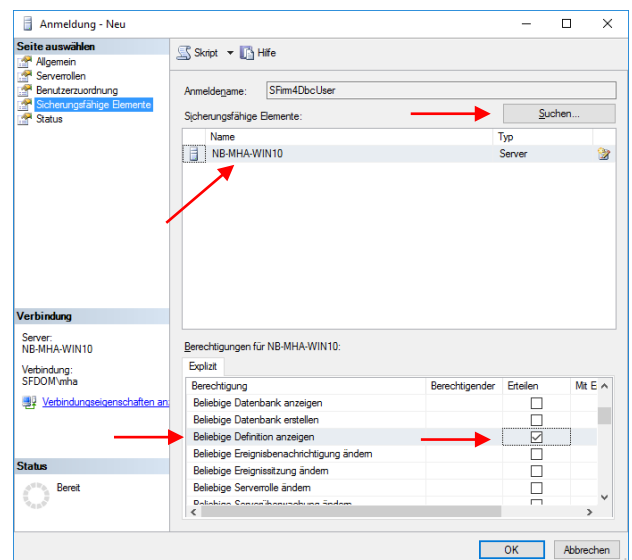 Anmeldung - Neu
Seite auswählen
Allgemein
Serverrollen
Benutzerzuordnung
Sicherungsfähige Elemente
Status
Skript
Hilfe
Anmeldename:
SFirm4DbcUser
Sicherungsfähige Elemente:
Suchen...
Name
Typ
NB-MHA-WIN10
Server
Verbindung
Server:
NB-MHA-WIN10
Verbindung:
SFDOM\mha
Verbindungseigenschaften an
Status
Bereit
Berechtigungen für NB-MHA-WIN10:
Explizit
Berechtigung Berechtigender Erteilen Mit E
Beliebige Datenbank anzeigen
Beliebige Datenbank erstellen
Beliebige Definition anzeigen
Beliebige Ereignisbenachrichtigung ändern
Beliebige Ereignissitzung ändern
Beliebige Serverrolle ändern
Beliebige Serverüberwachung ändern
OK
Abbrechen